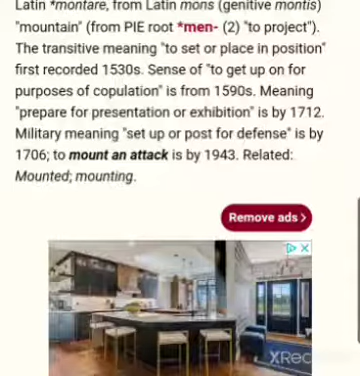 Latin *montare, from Latin mons (genitive montis)
"mountain" (from PIE root *men- (2) "to project").
The transitive meaning "to set or place in position"
first recorded 1530s. Sense of "to get up on for
purposes of copulation" is from 1590s. Meaning
"prepare for presentation or exhibition" is by 1712.
Military meaning "set up or post for defense" is by
1706; to mount an attack is by 1943. Related:
Mounted; mounting.
Remove ads >
XRec